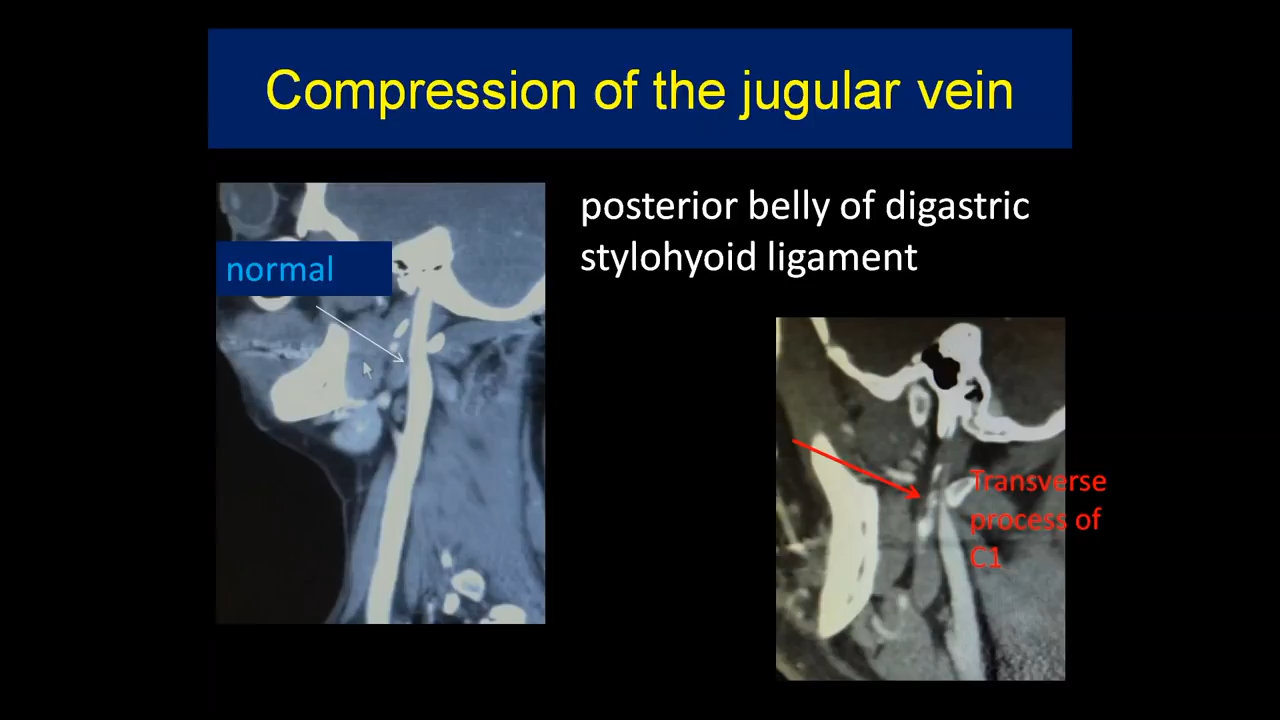 Compression of the jugular vein
normal
posterior belly of digastric
stylohyoid ligament
Transverse
process of
C1